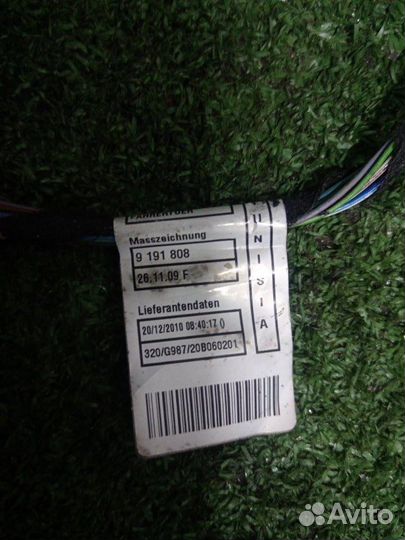 FAHRERTUER
Masszeichnung
9 191 808
26.11.09 F
Lieferantendaten
20/12/2010 08:40:17 ()
320/G987/20B060201
UNISIA
Avito